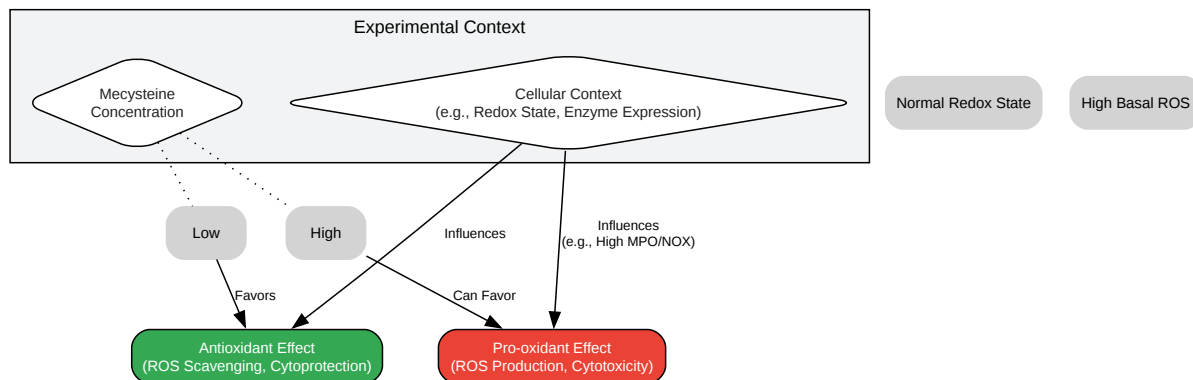 Experimental Context
Mecysteine
Concentration
Cellular Context
(e.g., Redox State, Enzyme Expression)
Normal Redox State
High Basal ROS
Low
High
Influences
Influences
(e.g., High MPO/NOX)
Favors
Can Favor
Antioxidant Effect
(ROS Scavenging, Cytoprotection)
Pro-oxidant Effect
(ROS Production, Cytotoxicity)